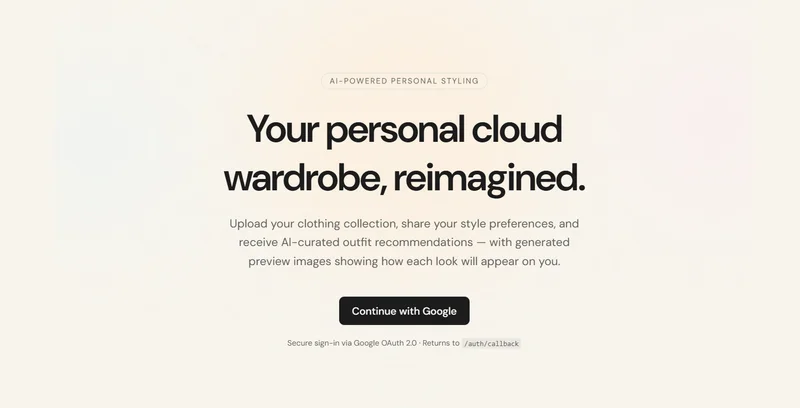 AI-POWERED PERSONAL STYLING
Your personal cloud
wardrobe, reimagined.
Upload your clothing collection, share your style preferences, and
receive AI-curated outfit recommendations — with generated
preview images showing how each look will appear on you.
Continue with Google
Secure sign-in via Google OAuth 2.0 · Returns to /auth/callback